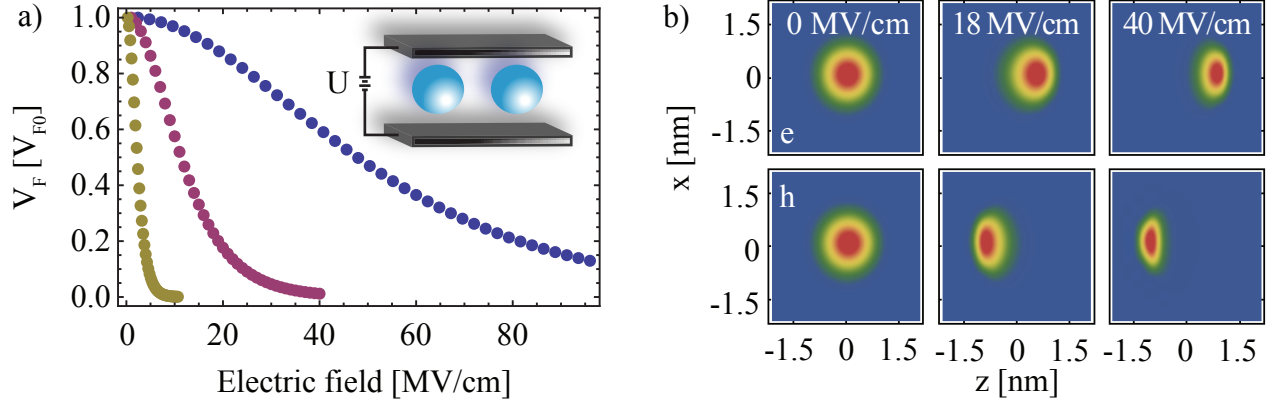 a)
V_F [V_F0]
1.0
0.8
0.6
0.4
0.2
0.0
0 20 40 60 80
Electric field [MV/cm]
U
b)
0 MV/cm 18 MV/cm 40 MV/cm
e
h
x [nm]
1.5
0
-1.5
1.5
0
-1.5
-1.5 0 1.5 -1.5 0 1.5 -1.5 0 1.5
z [nm]